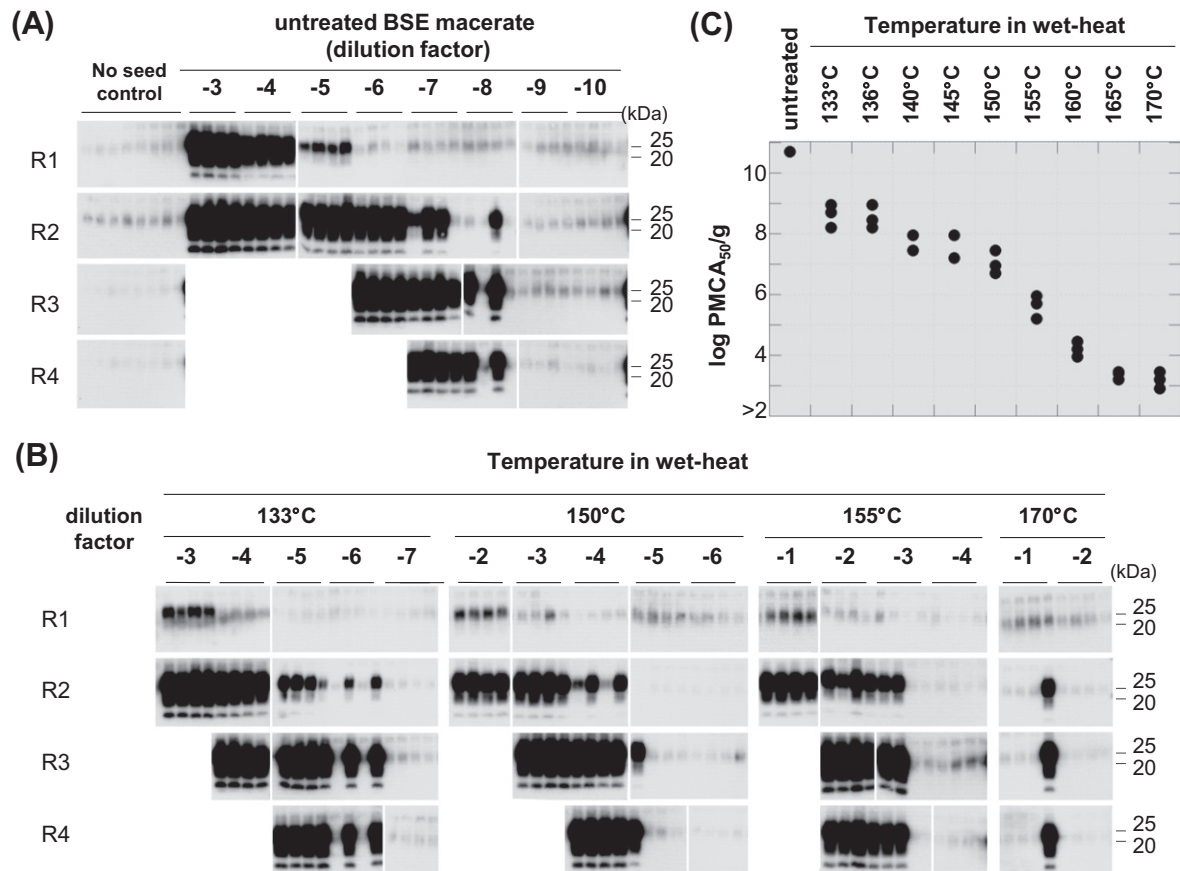 (A)
untreated BSE macerate
(dilution factor)
No seed
control
-3 -4 -5 -6 -7 -8 -9 -10
(kDa)
R1
25
20
R2
25
20
R3
25
20
R4
25
20
(C)
Temperature in wet-heat
untreated 133°C 136°C 140°C 145°C 150°C 155°C 160°C 165°C 170°C
log PMCA50/g
10
8
6
4
>2
(B)
Temperature in wet-heat
dilution
factor
133°C 150°C 155°C 170°C
-3 -4 -5 -6 -7 -2 -3 -4 -5 -6 -1 -2 -3 -4 -1 -2
(kDa)
R1
25
20
R2
25
20
R3
25
20
R4
25
20